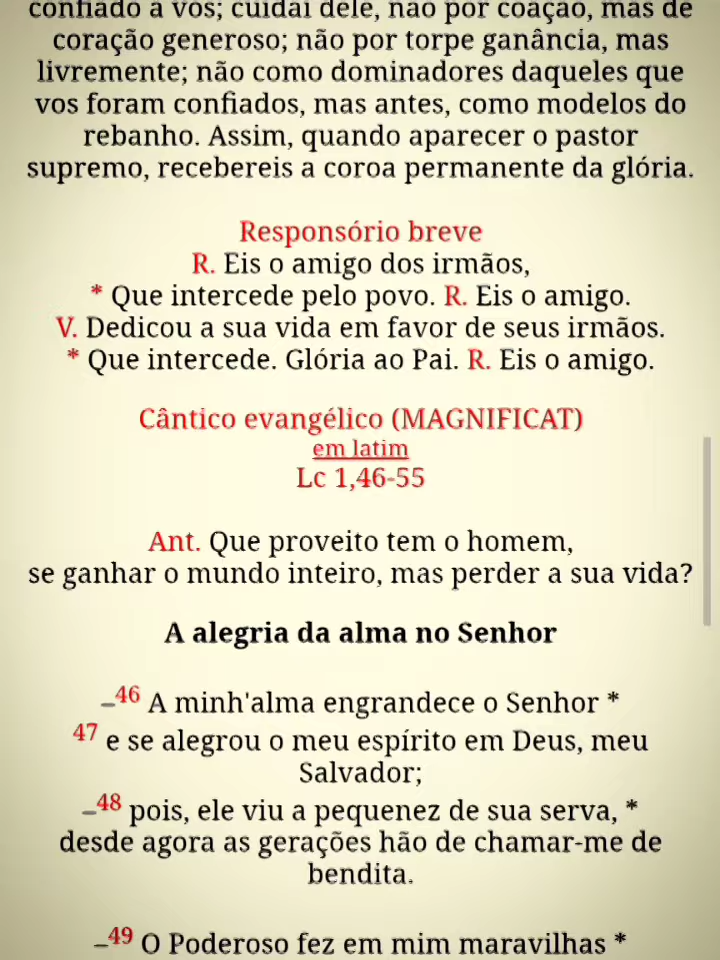 confiado a vós; cuidai dele, não por coação, mas de
coração generoso; não por torpe ganância, mas
livremente; não como dominadores daqueles que
vos foram confiados, mas antes, como modelos do
rebanho. Assim, quando aparecer o pastor
supremo, recebereis a coroa permanente da glória.
Responsório breve
R. Eis o amigo dos irmãos,
* Que intercede pelo povo. R. Eis o amigo.
V. Dedicou a sua vida em favor de seus irmãos.
* Que intercede. Glória ao Pai. R. Eis o amigo.
Cântico evangélico (MAGNIFICAT)
em latim
Lc 1,46-55
Ant. Que proveito tem o homem,
se ganhar o mundo inteiro, mas perder a sua vida?
A alegria da alma no Senhor
–46 A minh'alma engrandece o Senhor *
47 e se alegrou o meu espírito em Deus, meu
Salvador;
–48 pois, ele viu a pequenez de sua serva, *
desde agora as gerações hão de chamar-me de
bendita.
–49 O Poderoso fez em mim maravilhas *